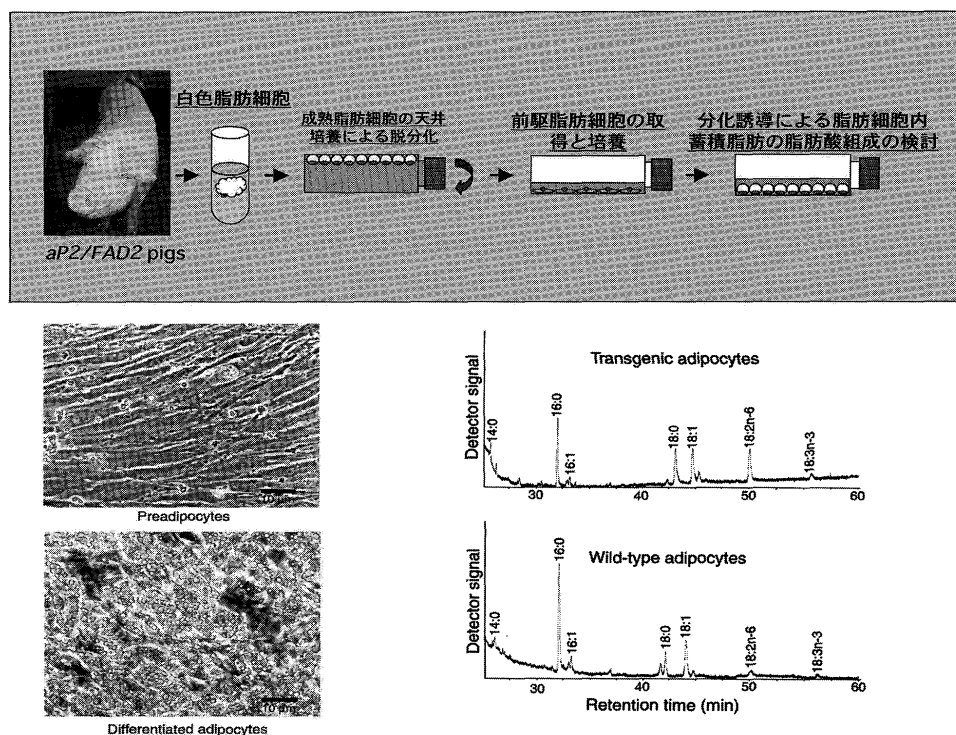 白色脂肪細胞
成熟脂肪細胞の天井
培養による脱分化
前駆脂肪細胞の取
得と培養
分化誘導による脂肪細胞内
蓄積脂肪の脂肪酸組成の検討
aP2/FAD2 pigs
Preadipocytes
Differentiated adipocytes
10 μm
Transgenic adipocytes
Detector signal
14:0
16:0
16:1
18:0
18:1
18:2n-6
18:3n-3
30
40
50
60
Wild-type adipocytes
Detector signal
14:0
16:0
16:1
18:0
18:1
18:2n-6
18:3n-3
30
40
50
60
Retention time (min)